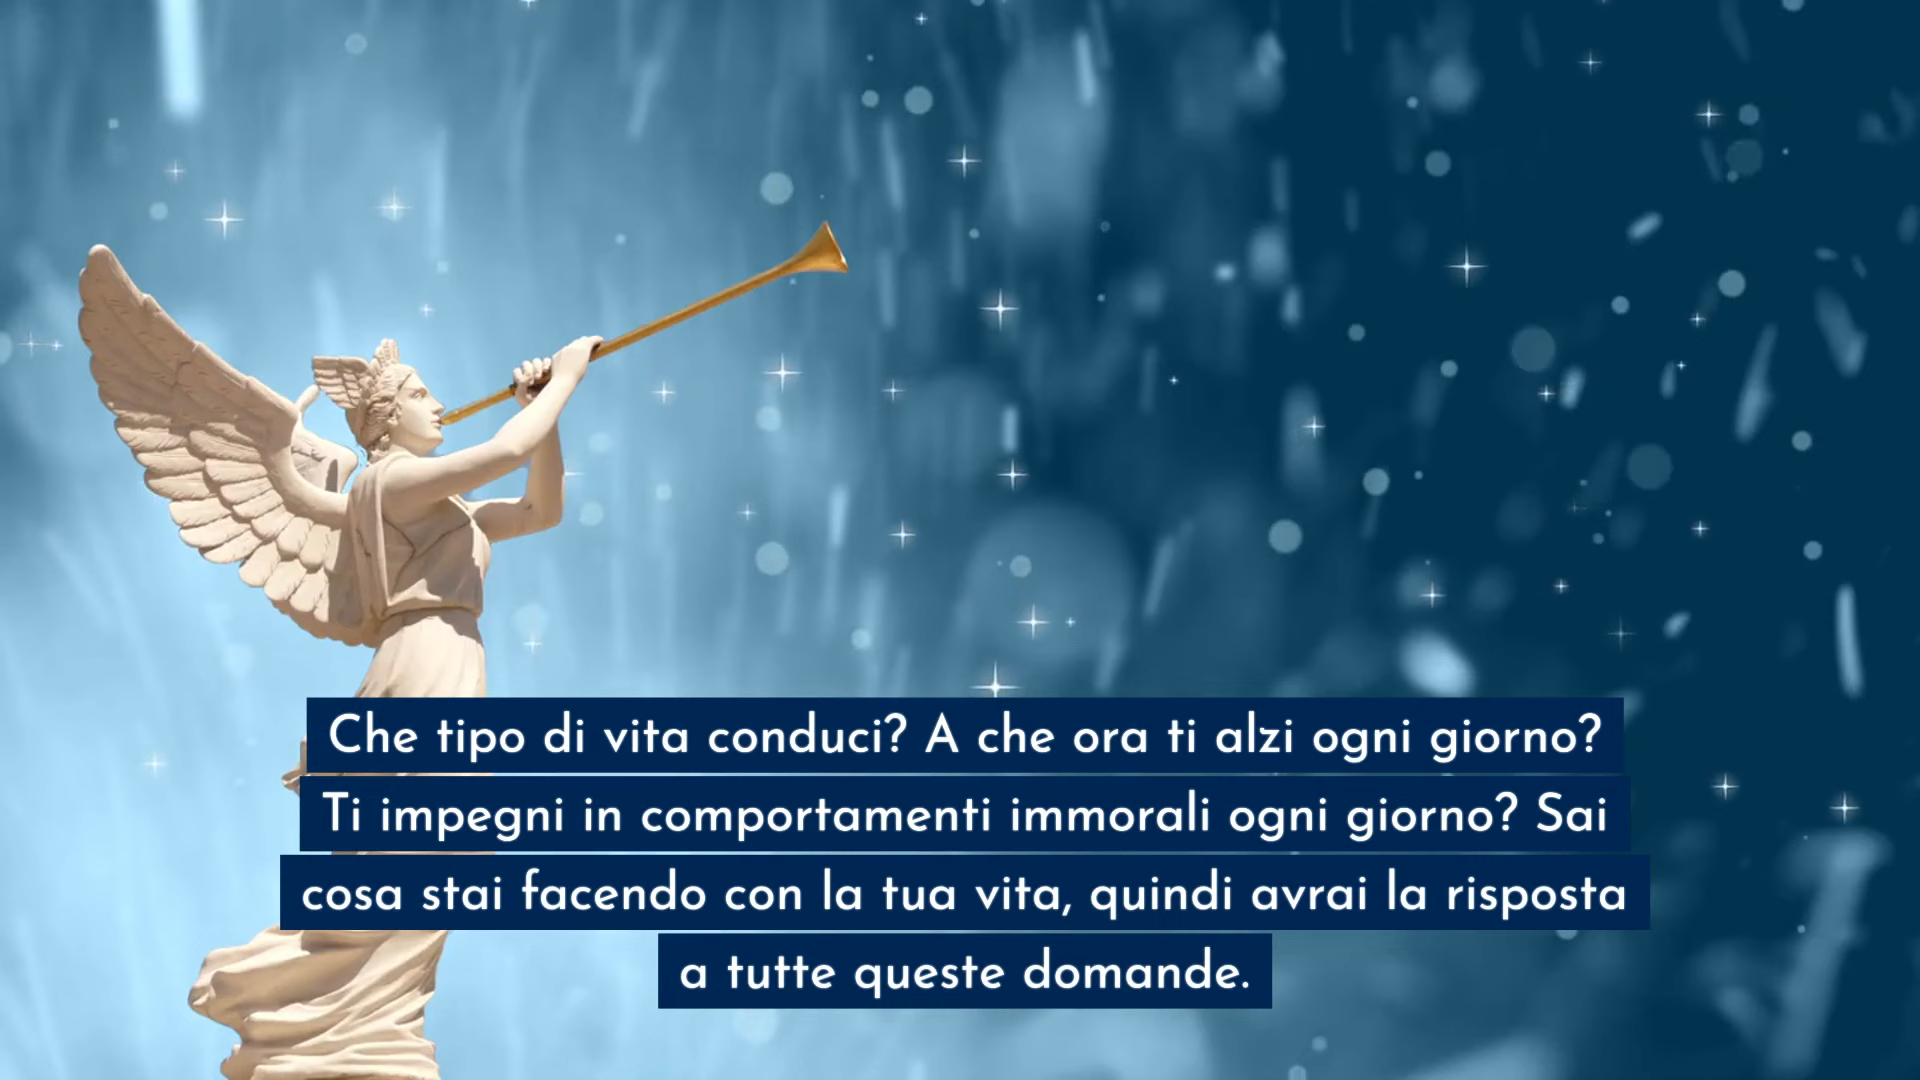 Che tipo di vita conduci? A che ora ti alzi ogni giorno?
Ti impegni in comportamenti immorali ogni giorno? Sai
cosa stai facendo con la tua vita, quindi avrai la risposta
a tutte queste domande.